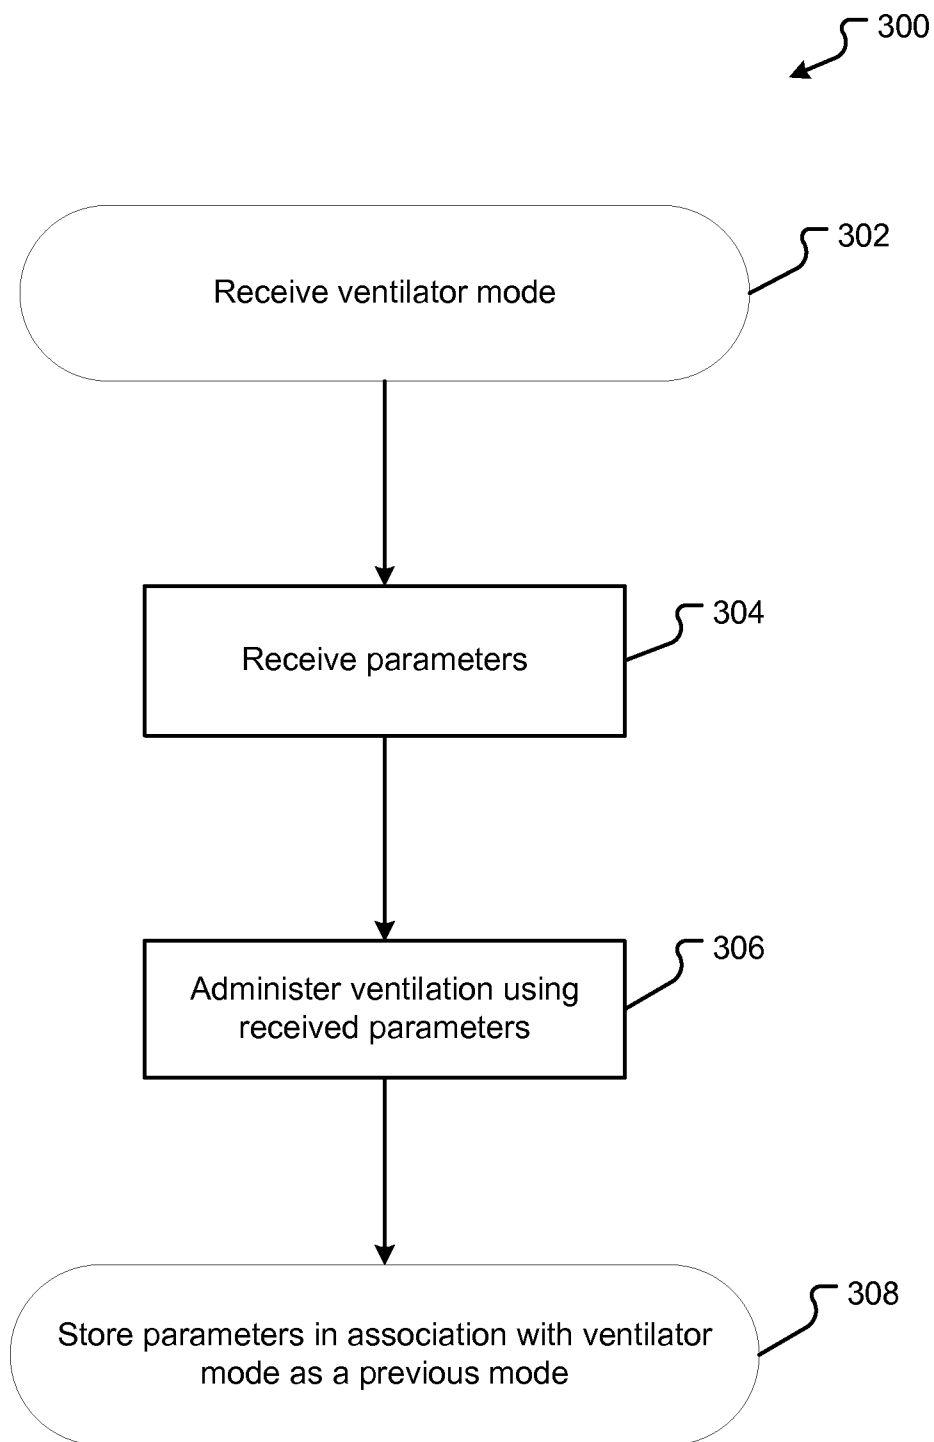 300
302
Receive ventilator mode
304
Receive parameters
306
Administer ventilation using
received parameters
308
Store parameters in association with ventilator
mode as a previous mode